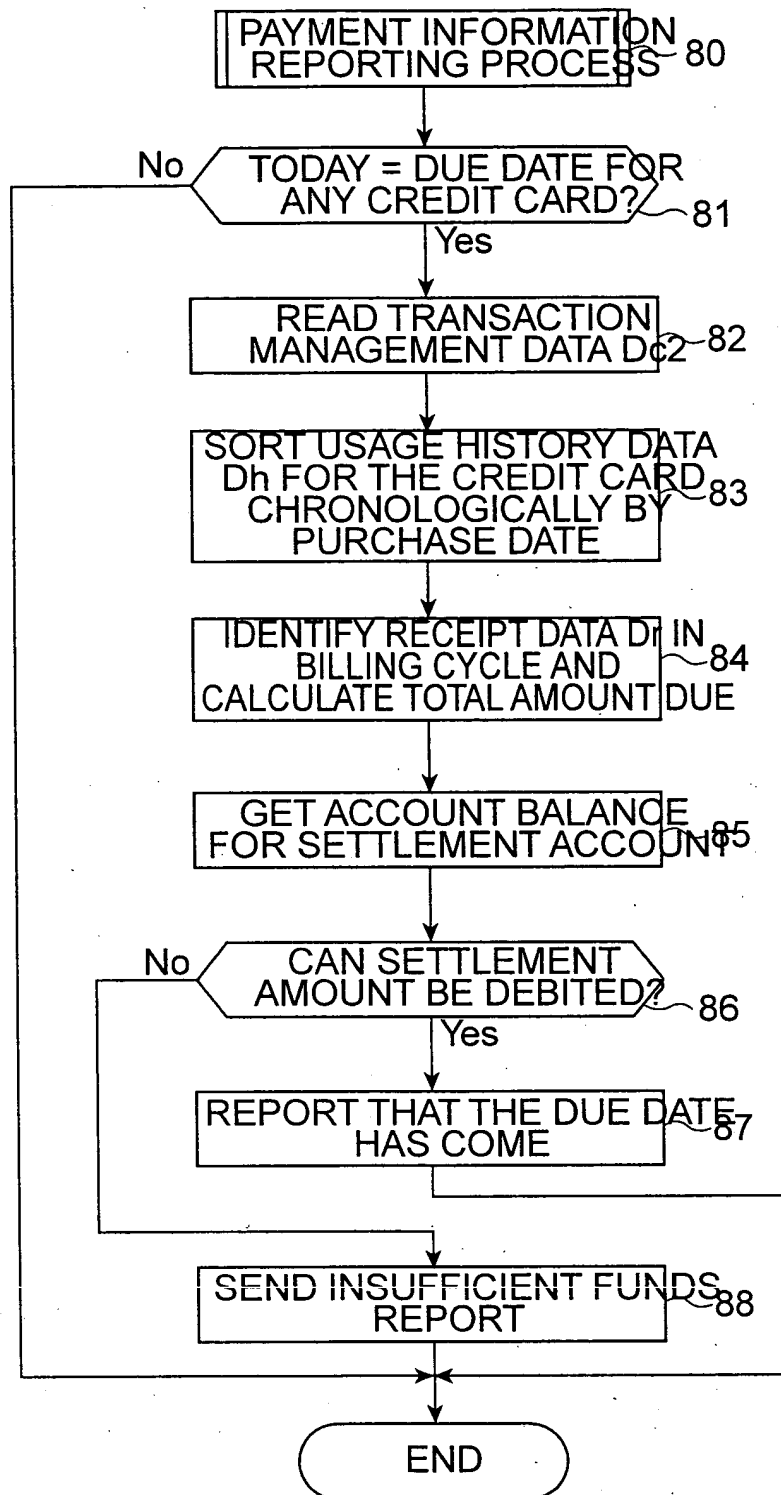 PAYMENT INFORMATION
REPORTING PROCESS
80
No
TODAY = DUE DATE FOR
ANY CREDIT CARD?
81
Yes
READ TRANSACTION
MANAGEMENT DATA Dc2
82
SORT USAGE HISTORY DATA
Dh FOR THE CREDIT CARD
CHRONOLOGICALLY BY
PURCHASE DATE
83
IDENTIFY RECEIPT DATA Dr IN
BILLING CYCLE AND
CALCULATE TOTAL AMOUNT DUE
84
GET ACCOUNT BALANCE
FOR SETTLEMENT ACCOUNT
85
No
CAN SETTLEMENT
AMOUNT BE DEBITED?
86
Yes
REPORT THAT THE DUE DATE
HAS COME
87
SEND INSUFFICIENT FUNDS
REPORT
88
END